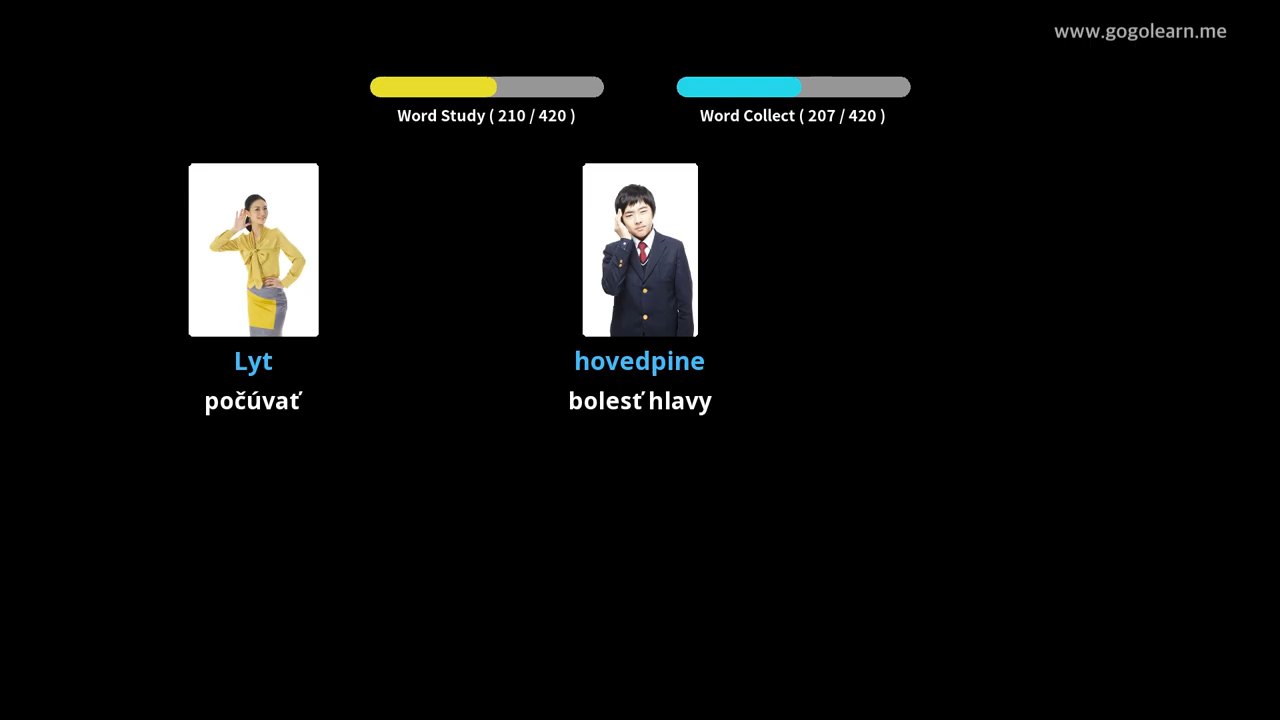 www.gogolearn.me
Word Study ( 210 / 420 )
Word Collect ( 207 / 420 )
Lyt
počúvať
hovedpine
bolesť hlavy